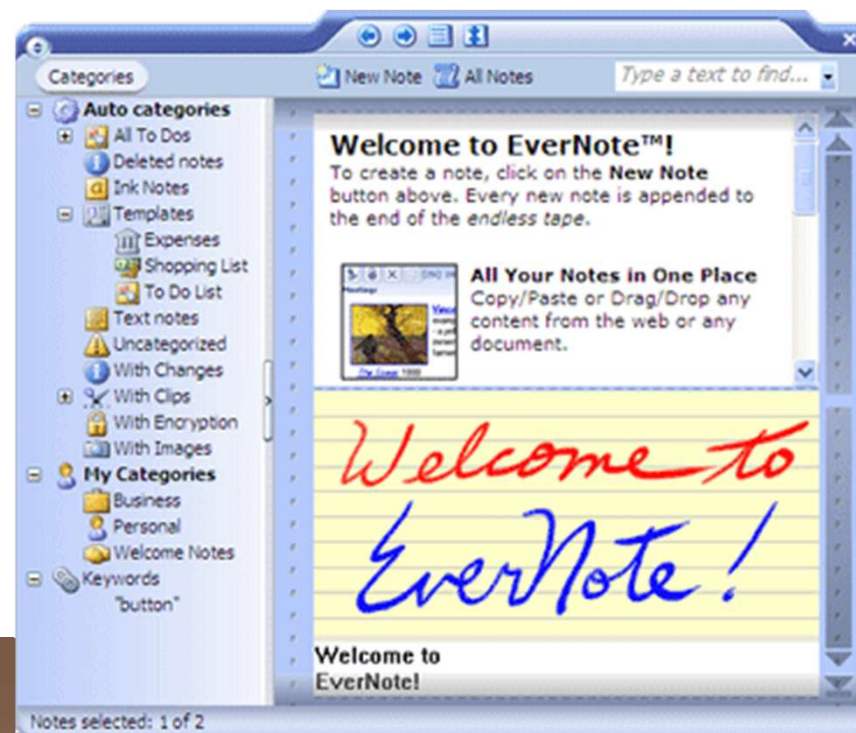 Categories
New Note All Notes Type a text to find...
Auto categories
All To Dos
Deleted notes
Ink Notes
Templates
Expenses
Shopping List
To Do List
Text notes
Uncategorized
With Changes
With Clips
With Encryption
With Images
My Categories
Business
Personal
Welcome Notes
Keywords
"button"
Welcome to EverNote™!
To create a note, click on the New Note
button above. Every new note is appended to
the end of the endless tape.
All Your Notes in One Place
Copy/Paste or Drag/Drop any
content from the web or any
document.
Welcome to
EverNote!
Welcome to
EverNote!
Notes selected: 1 of 2